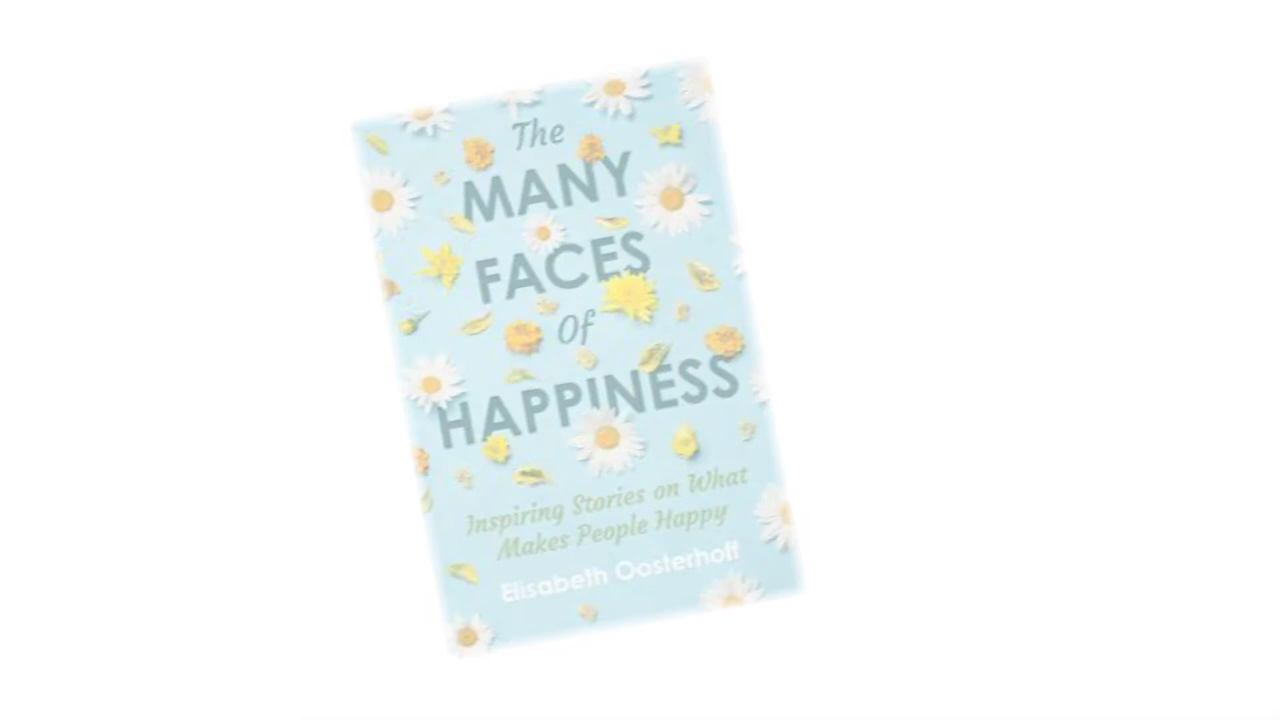 The
MANY
FACES
Of
HAPPINESS
Inspiring Stories on What
Makes People Happy
Elisabeth Oosterhoff